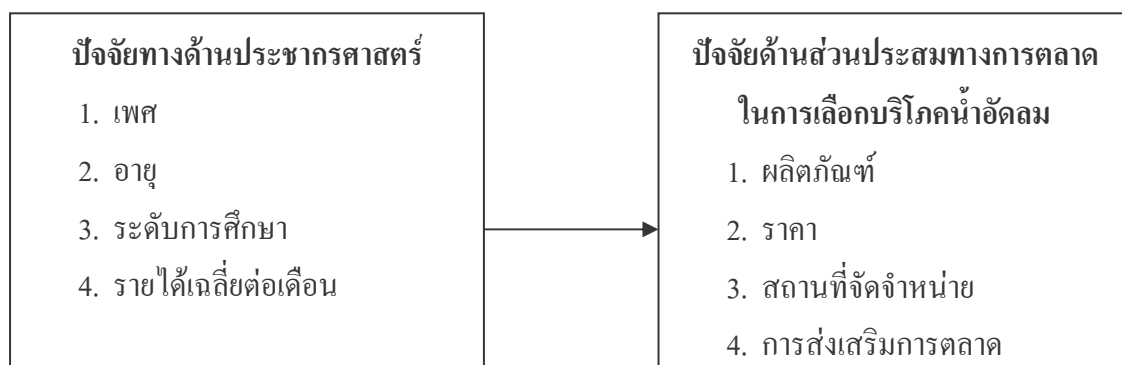 ปัจจัยทางด้านประชากรศาสตร์
1. เพศ
2. อายุ
3. ระดับการศึกษา
4. รายได้เฉลี่ยต่อเดือน
ปัจจัยด้านส่วนประสมทางการตลาด
ในการเลือกบริโภคน้ำอัดลม
1. ผลิตภัณฑ์
2. ราคา
3. สถานที่จัดจำหน่าย
4. การส่งเสริมการตลาด